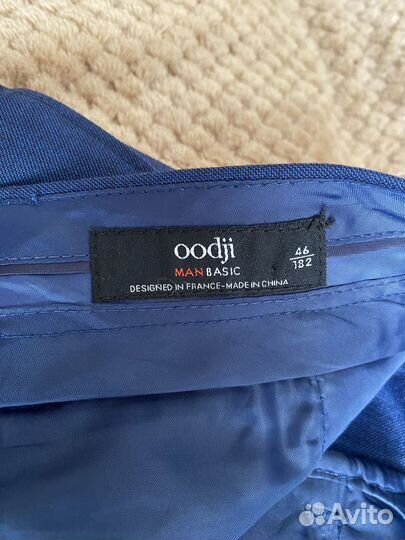 oodji
MAN BASIC
DESIGNED IN FRANCE-MADE IN CHINA
46
182
Avito